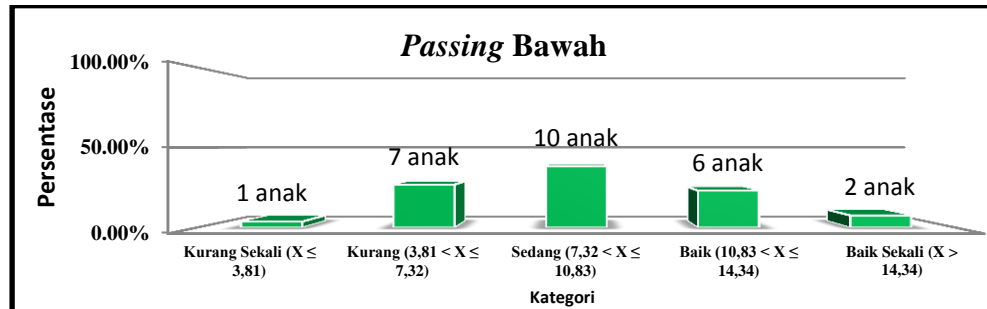 Passing Bawah
Persentase
100.00%
50.00%
0.00%
1 anak
7 anak
10 anak
6 anak
2 anak
Kurang Sekali (X ≤
3,81)
Kurang (3,81 < X ≤
7,32)
Sedang (7,32 < X ≤
10,83)
Baik (10,83 < X ≤
14,34)
Baik Sekali (X >
14,34)
Kategori